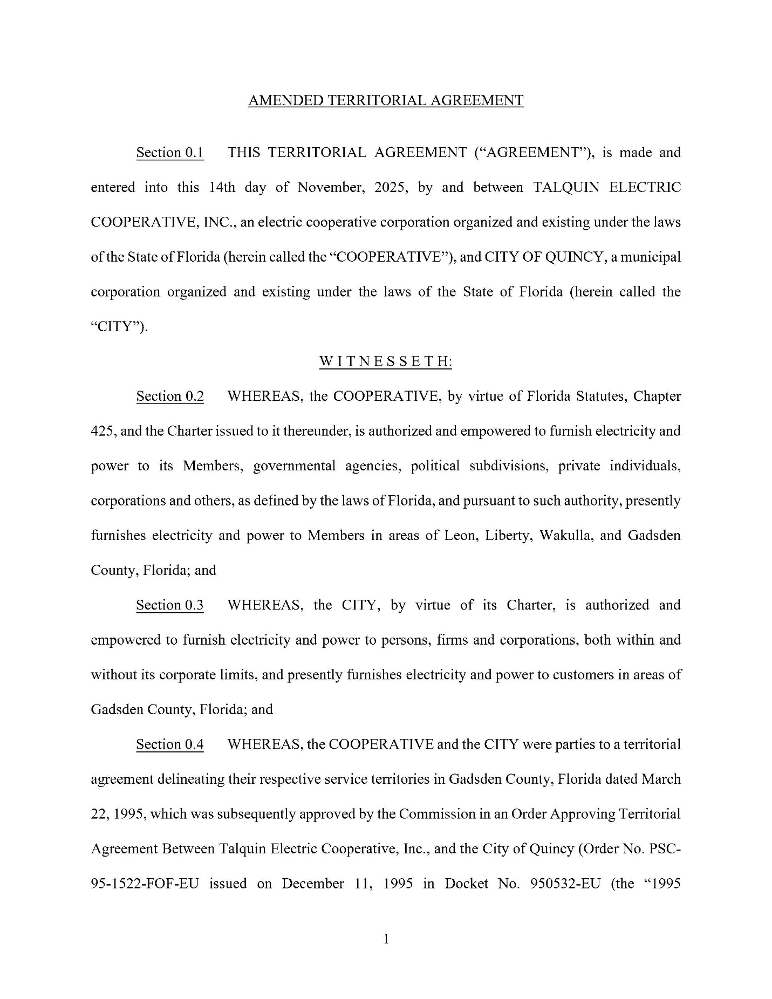 AMENDED TERRITORIAL AGREEMENT
Section 0.1 THIS TERRITORIAL AGREEMENT (“AGREEMENT”), is made and
entered into this 14th day of November, 2025, by and between TALQUIN ELECTRIC
COOPERATIVE, INC., an electric cooperative corporation organized and existing under the laws
of the State of Florida (herein called the “COOPERATIVE”), and CITY OF QUINCY, a municipal
corporation organized and existing under the laws of the State of Florida (herein called the
“CITY”).
W I T N E S S E T H:
Section 0.2 WHEREAS, the COOPERATIVE, by virtue of Florida Statutes, Chapter
425, and the Charter issued to it thereunder, is authorized and empowered to furnish electricity and
power to its Members, governmental agencies, political subdivisions, private individuals,
corporations and others, as defined by the laws of Florida, and pursuant to such authority, presently
furnishes electricity and power to Members in areas of Leon, Liberty, Wakulla, and Gadsden
County, Florida; and
Section 0.3 WHEREAS, the CITY, by virtue of its Charter, is authorized and
empowered to furnish electricity and power to persons, firms and corporations, both within and
without its corporate limits, and presently furnishes electricity and power to customers in areas of
Gadsden County, Florida; and
Section 0.4 WHEREAS, the COOPERATIVE and the CITY were parties to a territorial
agreement delineating their respective service territories in Gadsden County, Florida dated March
22, 1995, which was subsequently approved by the Commission in an Order Approving Territorial
Agreement Between Talquin Electric Cooperative, Inc., and the City of Quincy (Order No. PSC-
95-1522-FOF-EU issued on December 11, 1995 in Docket No. 950532-EU (the “1995
1